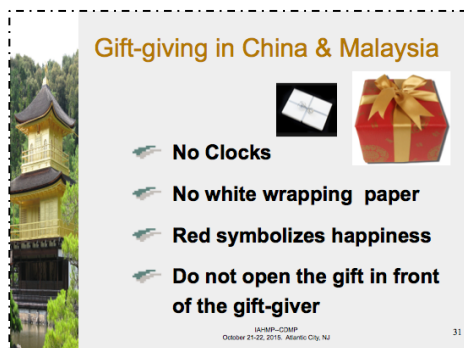 Gift-giving in China & Malaysia
No Clocks
No white wrapping paper
Red symbolizes happiness
Do not open the gift in front
of the gift-giver
IAHMP–CDMP
October 21-22, 2015. Atlantic City, NJ
31